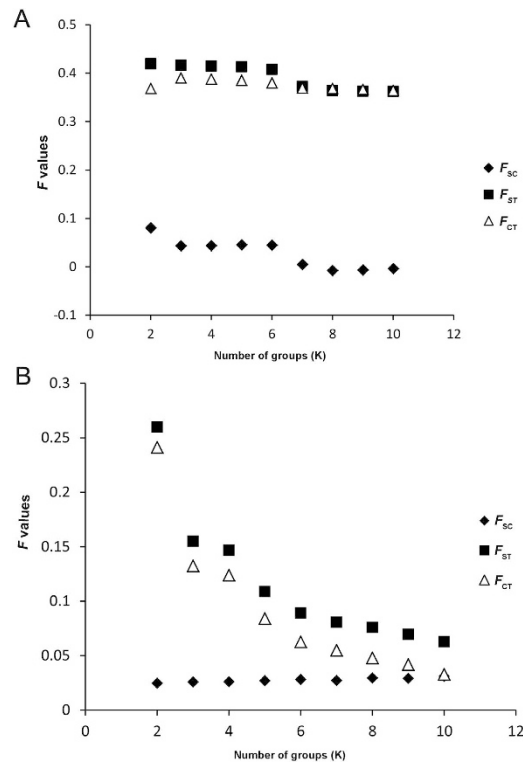 A
0.5
0.4
0.3
0.2
0.1
0
-0.1
F values
0 2 4 6 8 10 12
Number of groups (K)
FSC
FST
FCT
B
0.3
0.25
0.2
0.15
0.1
0.05
0
F values
0 2 4 6 8 10 12
Number of groups (K)
FSC
FST
FCT